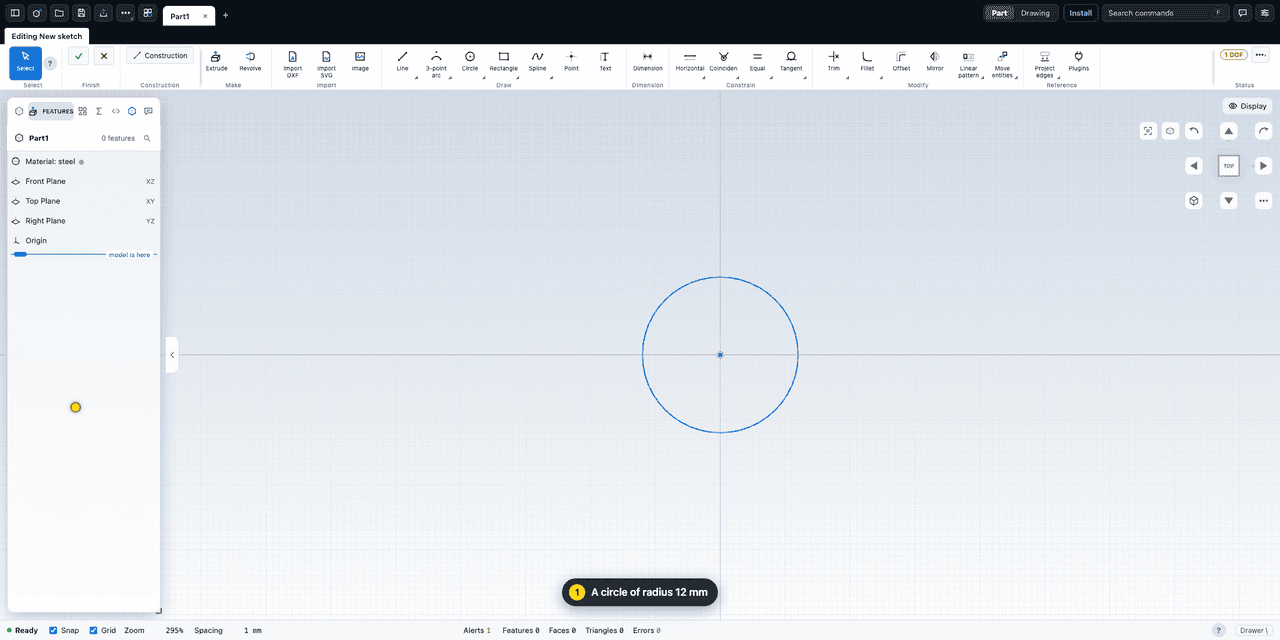 Part1 ×
+
Part Drawing
Install
Search commands F
Editing New sketch
Select
?
Construction
Extrude
Revolve
Import DXF
Import SVG
Image
Line
3-point arc
Circle
Rectangle
Spline
Point
Text
Dimension
Horizontal
Coinciden
Equal
Tangent
Trim
Fillet
Offset
Mirror
Linear pattern
Move entities
Project edges
Plugins
1 DOF
Select
Finish
Construction
Make
Import
Draw
Dimension
Constrain
Modify
Reference
Status
FEATURES
Display
Part1 0 features
Material: steel
Front Plane XZ
Top Plane XY
Right Plane YZ
Origin
model is here
TOP
1 A circle of radius 12 mm
Ready Snap Grid Zoom 295% Spacing 1 mm Alerts 1 Features 0 Faces 0 Triangles 0 Errors 0 ? Drawer \